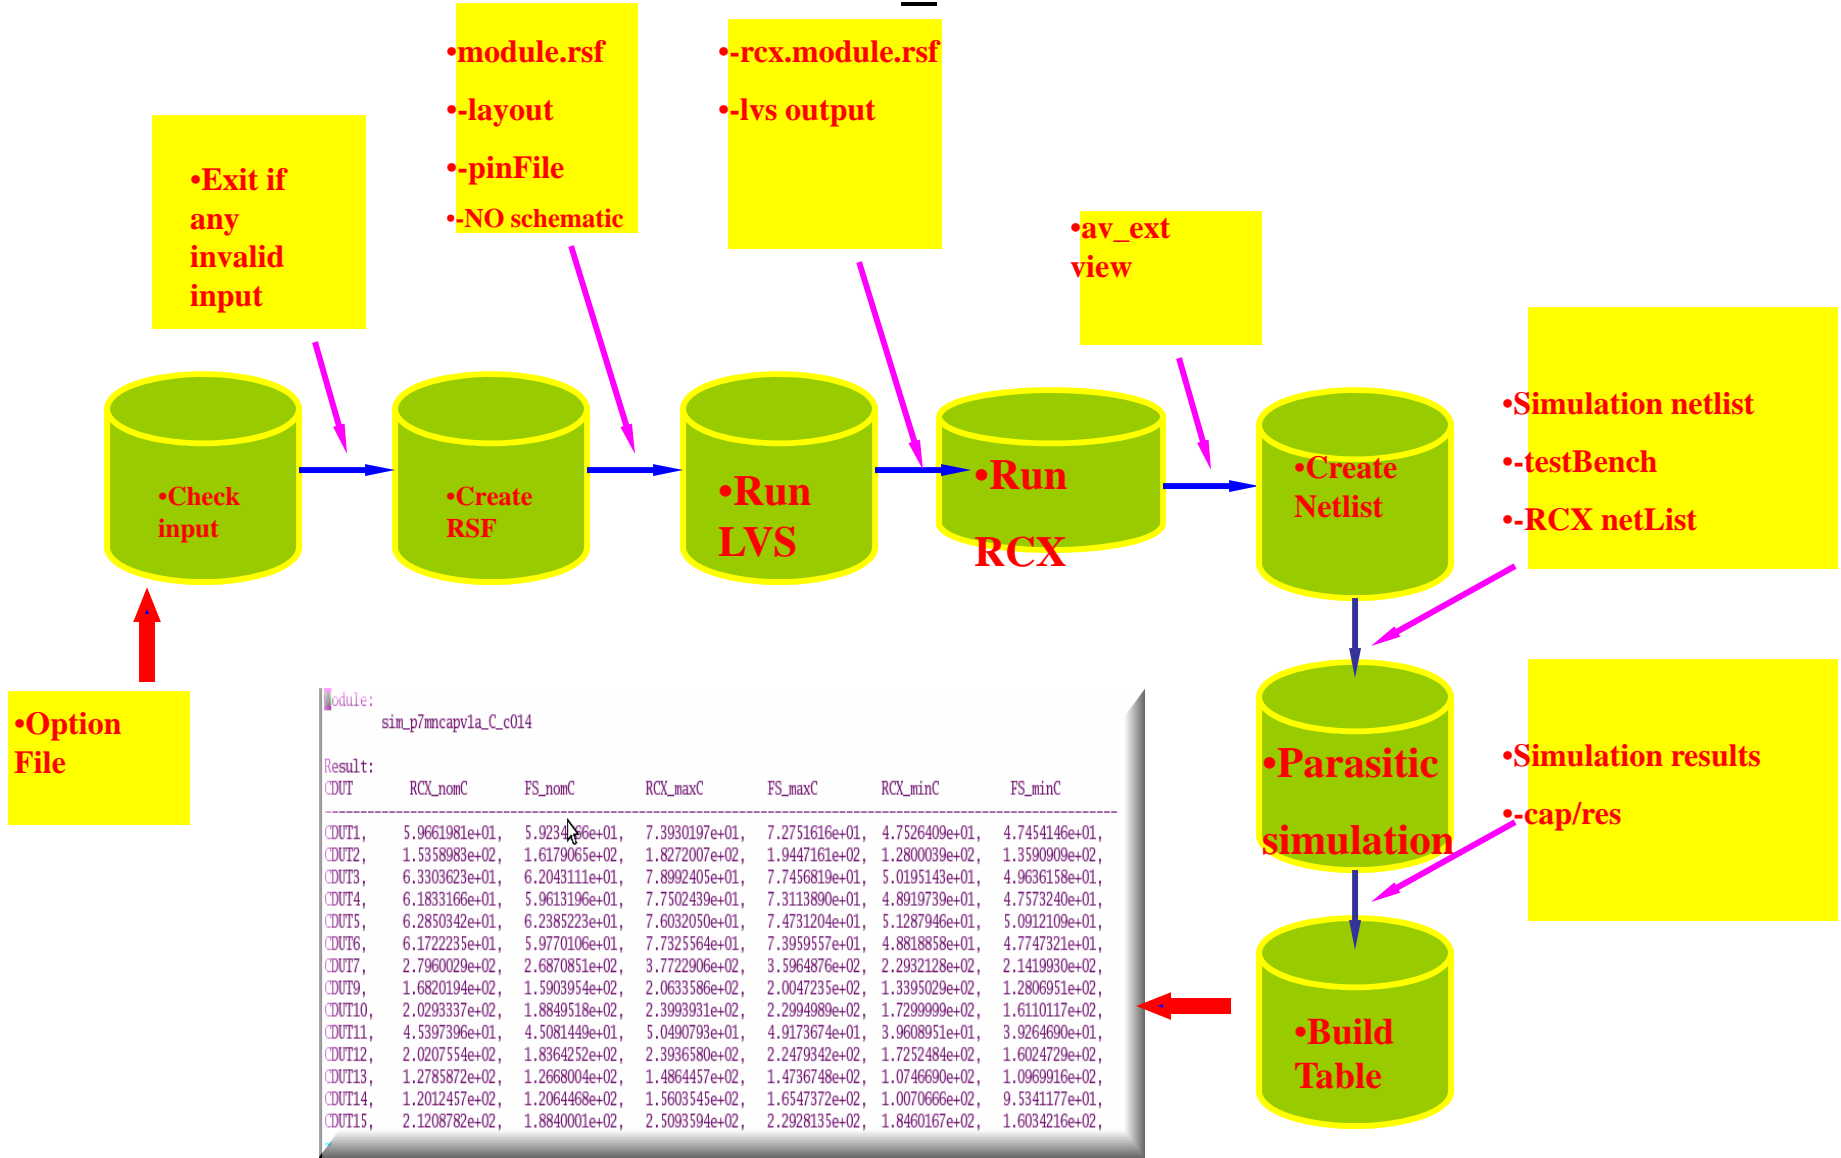 •module.rsf
•-layout
•-pinFile
•-NO schematic
•-rcx.module.rsf
•-lvs output
•Exit if
any
invalid
input
•av_ext
view
•Simulation netlist
•-testBench
•-RCX netList
•Check
input
•Create
RSF
•Run
LVS
•Run
RCX
•Create
Netlist
•Option
File
•Parasitic
simulation
•Simulation results
•-cap/res
•Build
Table
Module:
sim_p7mmcapv1a_C_c014
Result:
CDUT RCX_nomC FS_nomC RCX_maxC FS_maxC RCX_minC FS_minC
CDUT1, 5.9661981e+01, 7.3930197e+01, 7.2751616e+01, 4.7526409e+01, 4.7454146e+01,
CDUT2, 1.5358983e+02, 1.6179065e+02, 1.8272007e+02, 1.9447161e+02, 1.2800039e+02, 1.3590909e+02,
CDUT3, 6.3303623e+01, 6.2043111e+01, 7.8992405e+01, 7.7456819e+01, 5.0195143e+01, 4.9636158e+01,
CDUT4, 6.1833166e+01, 5.9613196e+01, 7.7502439e+01, 7.3113890e+01, 4.8919739e+01, 4.7573240e+01,
CDUT5, 6.2850342e+01, 6.2385223e+01, 7.6032050e+01, 7.4731204e+01, 5.1287946e+01, 5.0912109e+01,
CDUT6, 6.1722235e+01, 5.9770106e+01, 7.7325564e+01, 7.3959557e+01, 4.8818858e+01, 4.7747321e+01,
CDUT7, 2.7960029e+02, 2.6870851e+02, 3.7722906e+02, 3.5964876e+02, 2.2932128e+02, 2.1419930e+02,
CDUT9, 1.6820194e+02, 1.5903954e+02, 2.0633586e+02, 2.0047235e+02, 1.3395029e+02, 1.2806951e+02,
CDUT10, 2.0293337e+02, 1.8849518e+02, 2.3993931e+02, 2.2994989e+02, 1.7299999e+02, 1.6110117e+02,
CDUT11, 4.5397396e+01, 4.5081449e+01, 5.0490793e+01, 4.9173674e+01, 3.9608951e+01, 3.9264690e+01,
CDUT12, 2.0207554e+02, 1.8364252e+02, 2.3936580e+02, 2.2479342e+02, 1.7252484e+02, 1.6024729e+02,
CDUT13, 1.2785872e+02, 1.2668004e+02, 1.4864457e+02, 1.4736748e+02, 1.0746690e+02, 1.0969916e+02,
CDUT14, 1.2012457e+02, 1.2064468e+02, 1.5603545e+02, 1.6547372e+02, 1.0070666e+02, 9.5341177e+01,
CDUT15, 2.1208782e+02, 1.8840001e+02, 2.5093594e+02, 2.2928135e+02, 1.8460167e+02, 1.6034216e+02,